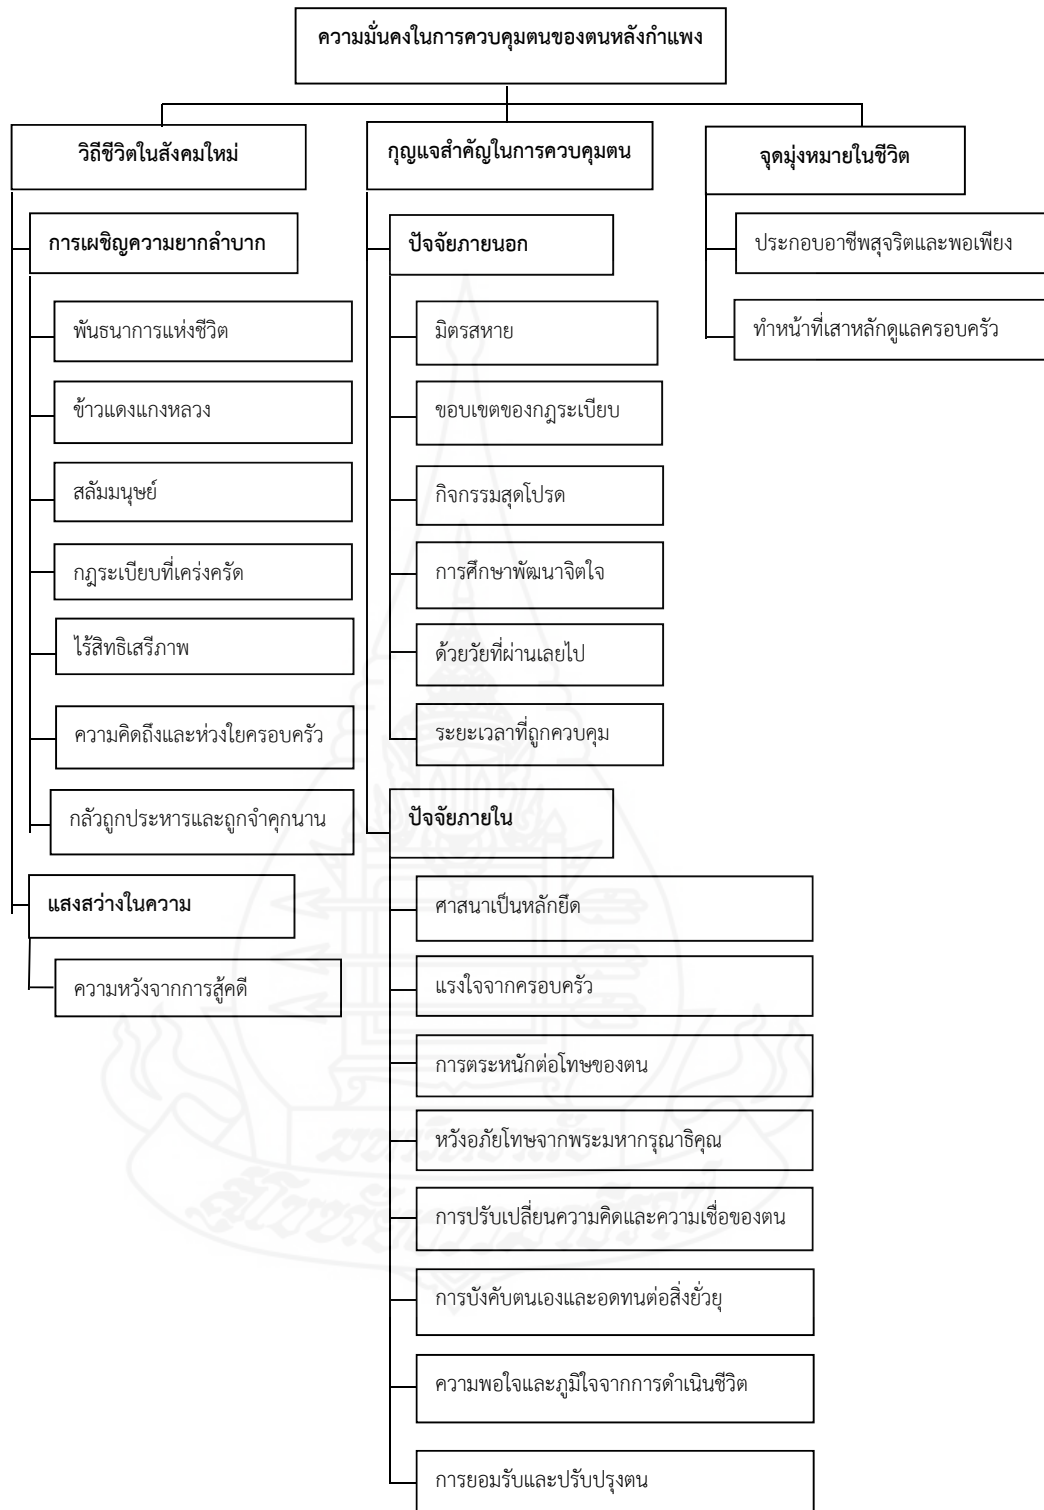 ความมั่นคงในการควบคุมตนของตนหลังกำแพง
วิถีชีวิตในสังคมใหม่
การเผชิญความยากลำบาก
พันธนาการแห่งชีวิต
ข้าวแดงแกงหลวง
สลัมมนุษย์
กฎระเบียบที่เคร่งครัด
ไร้สิทธิเสรีภาพ
ความคิดถึงและห่วงใยครอบครัว
กลัวถูกประหารและถูกจำคุกนาน
แสงสว่างในความ
ความหวังจากการสู้คดี
กุญแจสำคัญในการควบคุมตน
ปัจจัยภายนอก
มิตรสหาย
ขอบเขตของกฎระเบียบ
กิจกรรมสุดโปรด
การศึกษาพัฒนาจิตใจ
ด้วยวัยที่ผ่านเลยไป
ระยะเวลาที่ถูกควบคุม
ปัจจัยภายใน
ศาสนาเป็นหลักยึด
แรงใจจากครอบครัว
การตระหนักต่อโทษของตน
หวังอภัยโทษจากพระมหากรุณาธิคุณ
การปรับเปลี่ยนความคิดและความเชื่อของตน
การบังคับตนเองและอดทนต่อสิ่งยั่วยุ
ความพอใจและภูมิใจจากการดำเนินชีวิต
การยอมรับและปรับปรุงตน
จุดมุ่งหมายในชีวิต
ประกอบอาชีพสุจริตและพอเพียง
ทำหน้าที่เสาหลักดูแลครอบครัว
มหาวิทยาลัย
สุโขทัยธรรมาธิราช